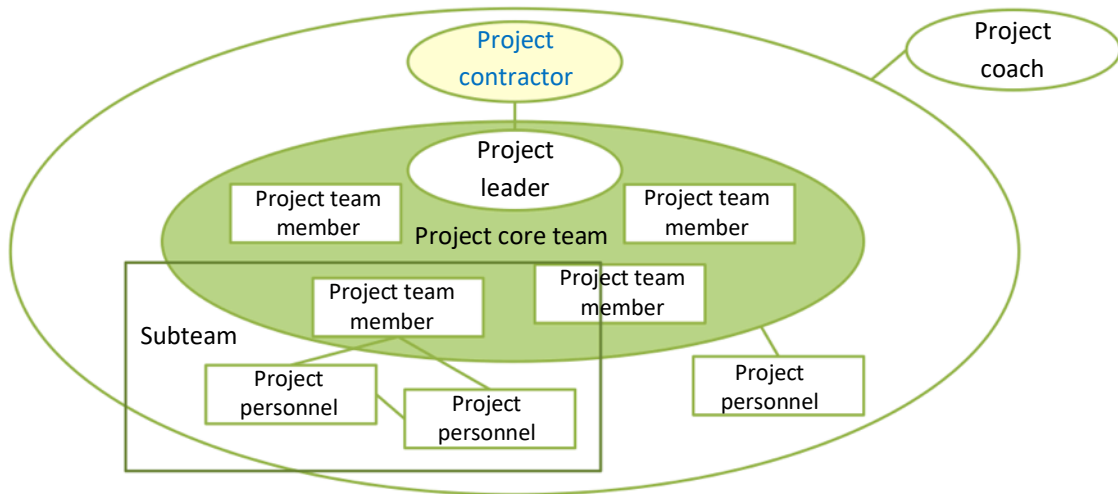 Project
contractor
Project
coach
Project
leader
Project team
member
Project team
member
Project core team
Project team
member
Project team
member
Subteam
Project
personnel
Project
personnel
Project
personnel